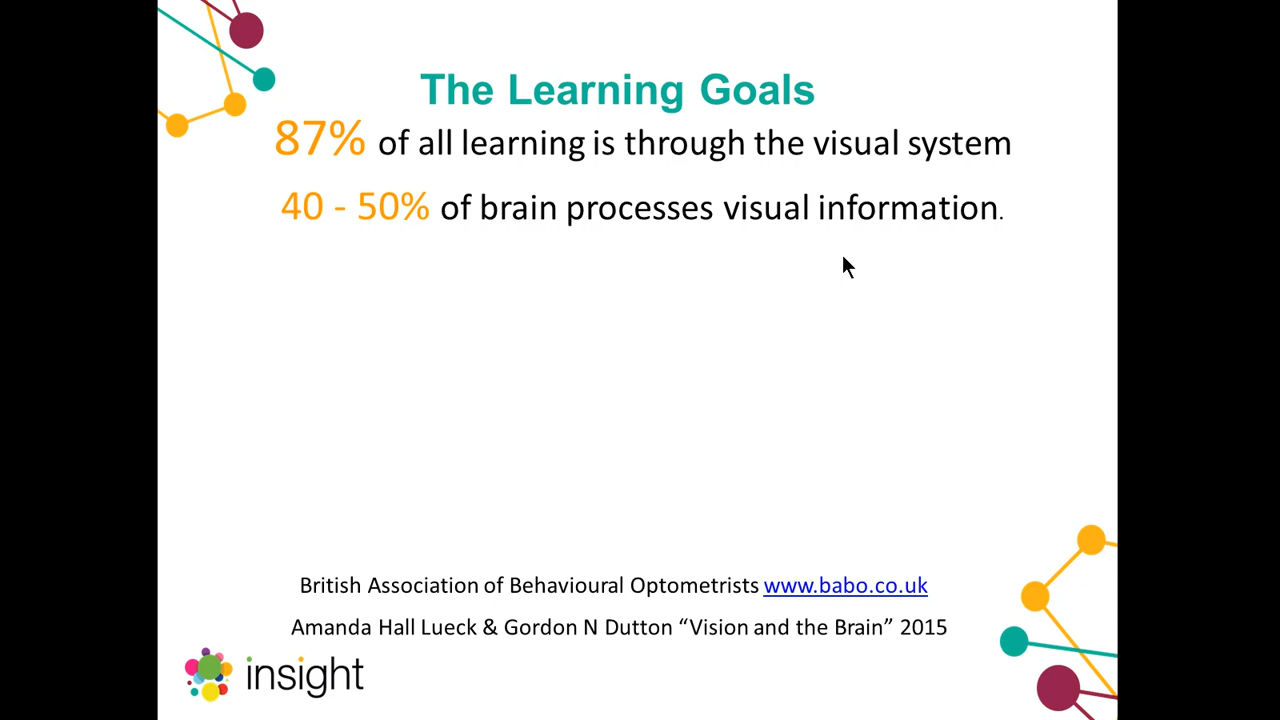 The Learning Goals
87% of all learning is through the visual system
40 - 50% of brain processes visual information.
British Association of Behavioural Optometrists www.babo.co.uk
Amanda Hall Lueck & Gordon N Dutton “Vision and the Brain” 2015
insight